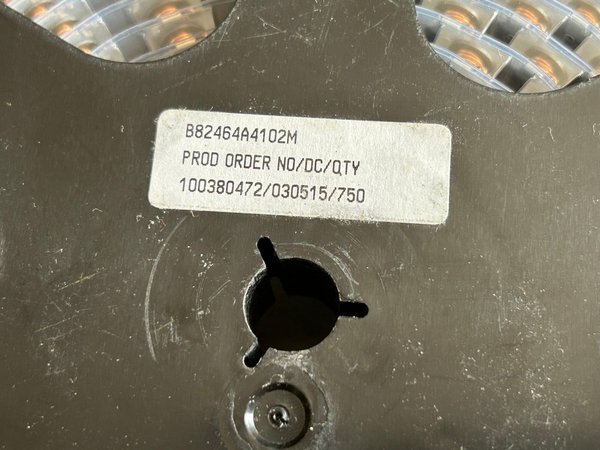 B82464A4102M
PROD ORDER NO/DC/QTY
100380472/030515/750